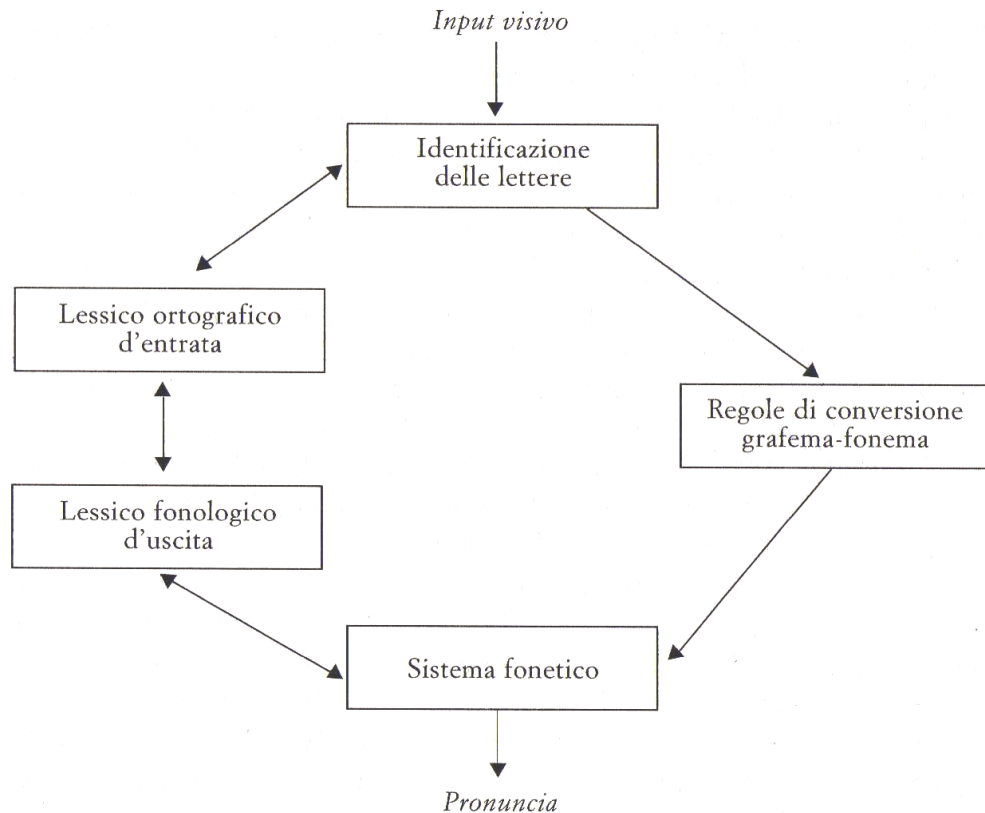 Input visivo
Identificazione
delle lettere
Lessico ortografico
d'entrata
Regole di conversione
grafema-fonema
Lessico fonologico
d'uscita
Sistema fonetico
Pronuncia